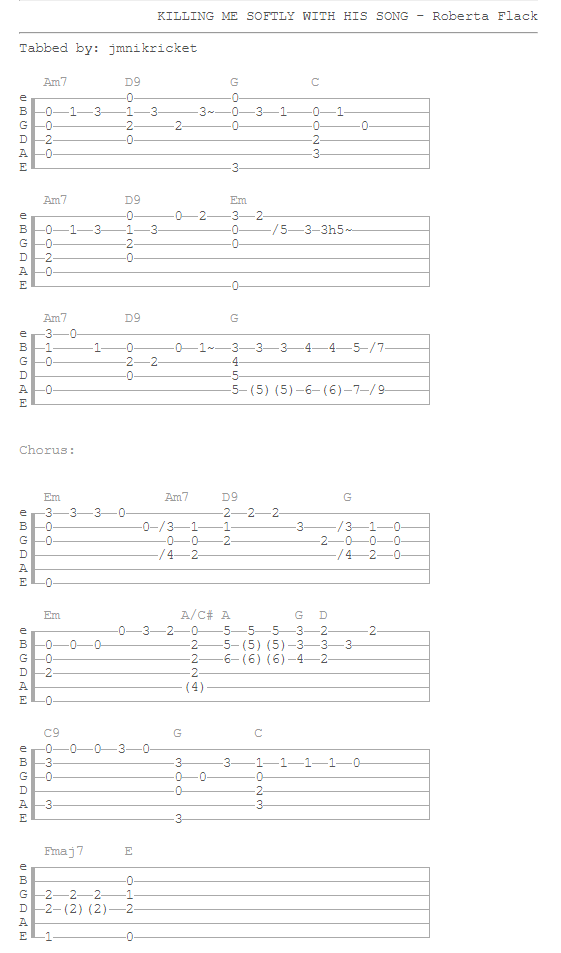 KILLING ME SOFTLY WITH HIS SONG - Roberta Flack
Tabbed by: jmnikricket
Am7 D9 G C
e 0 0
B 0 1 3 1 3 3~ 0 3 1 0 1
G 0 2 2 0 0 0
D 2 0 2
A 0 3
E 3
Am7 D9 Em
e 0 0 2 3 2
B 0 1 3 1 3 0 /5 3 3h5~
G 0 2 0
D 2 0
A 0
E 0
Am7 D9 G
e 3 0
B 1 1 0 0 1~ 3 3 3 4 4 5 /7
G 0 2 2 4
D 0 5
A 0 5 (5) (5) 6 (6) 7 /9
E
Chorus:
Em Am7 D9 G
e 3 3 3 0 2 2 2
B 0 0 /3 1 1 3 /3 1 0
G 0 0 0 2 2 0 0 0
D /4 2 /4 2 0
A
E 0
Em A/C# A G D
e 0 3 2 0 5 5 5 3 2 2
B 0 0 0 2 5 (5) (5) 3 3 3
G 0 2 6 (6) (6) 4 2
D 2 2
A (4)
E 0
C9 G C
e 0 0 0 3 0
B 3 3 3 1 1 1 1 0
G 0 0 0 0
D 0 2
A 3 3
E 3
Fmaj7 E
e
B 0
G 2 2 2 1
D 2 (2) (2) 2
A
E 1 0